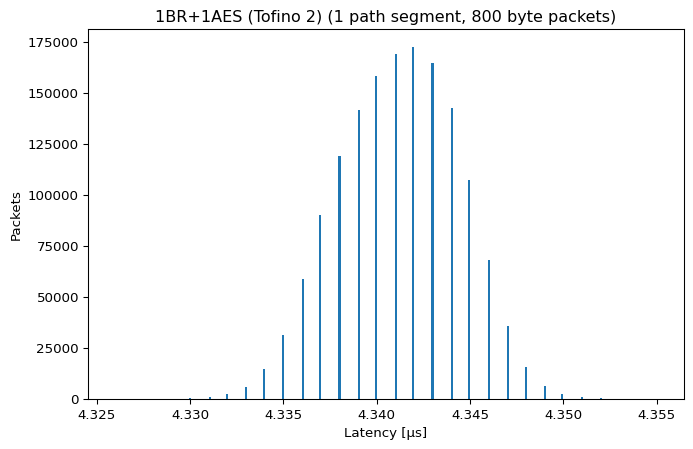 1BR+1AES (Tofino 2) (1 path segment, 800 byte packets)
175000
150000
125000
100000
75000
50000
25000
0
Packets
4.325 4.330 4.335 4.340 4.345 4.350 4.355
Latency [µs]